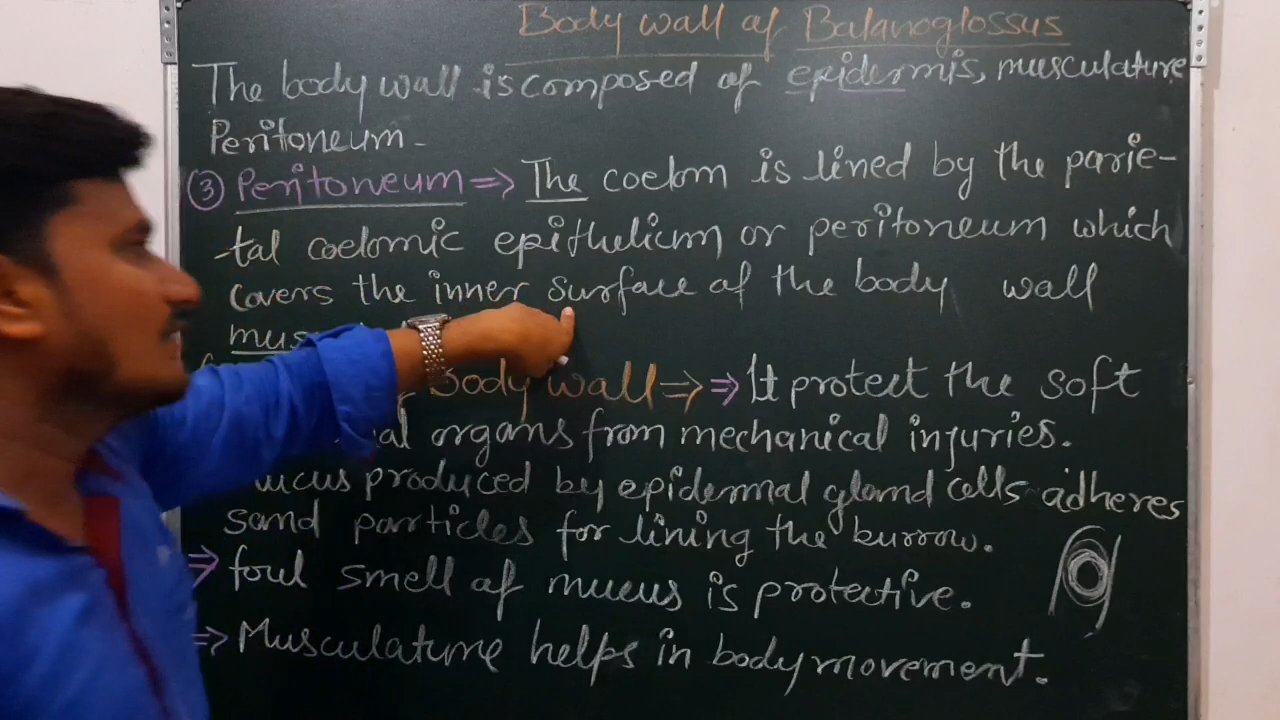 Body wall of Balanoglossus
The body wall is composed of epidermis, musculature
Peritoneum -
③ Peritoneum ⇒ The coelom is lined by the parie-
tal coelomic epithelium or peritoneum which
covers the inner surface of the body wall
Body wall ⇒ ⇒ It protect the soft
organs from mechanical injuries.
produced by epidermal gland cells adheres
sand particles for lining the burrow.
⇒ foul smell of mucus is protective.
⇒ Musculature helps in body movement.